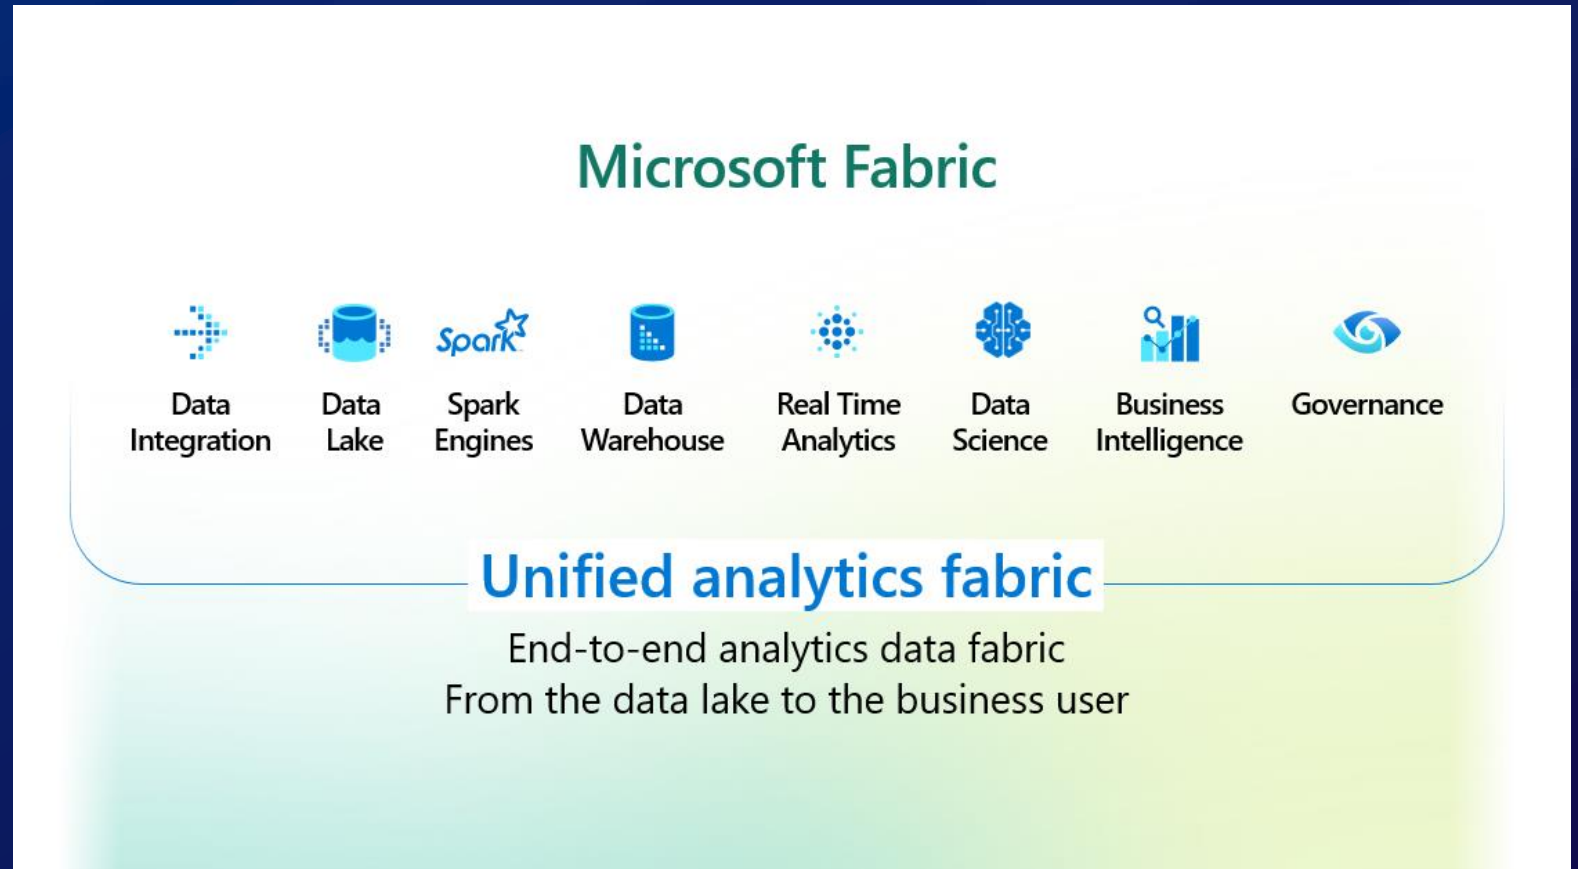 Microsoft Fabric
Spark
Data Integration
Data Lake
Spark Engines
Data Warehouse
Real Time Analytics
Data Science
Business Intelligence
Governance
Unified analytics fabric
End-to-end analytics data fabric
From the data lake to the business user